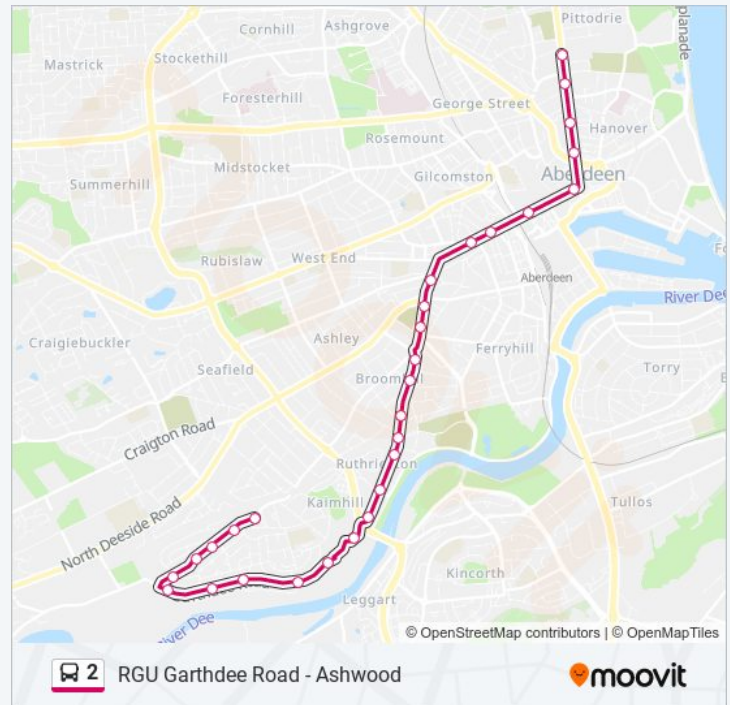 Pittodrie
Cornhill
Ashgrove
splanade
Mastrick
Stockethill
Foresterhill
George Street
Hanover
Rosemount
Midstocket
Gilcomston
Aberdeen
Summerhill
Rubislaw
West End
Aberdeen
River Dee
Craigiebuckler
Ashley
Ferryhill
Torry
Seafield
Craigton Road
Ruthrieston
Kaimhill
Tullos
North Deeside Road
Kincorth
Leggart
River Dee
© OpenStreetMap contributors | © OpenMapTiles
2 RGU Garthdee Road - Ashwood
moovit